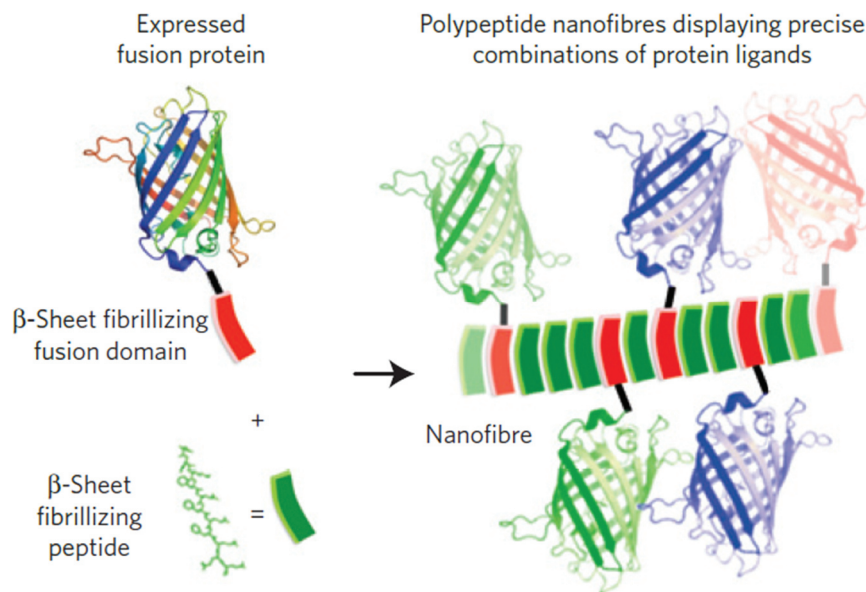 Expressed
fusion protein
β-Sheet fibrillizing
fusion domain
+
β-Sheet
fibrillizing
peptide
=
Polypeptide nanofibres displaying precise
combinations of protein ligands
Nanofibre